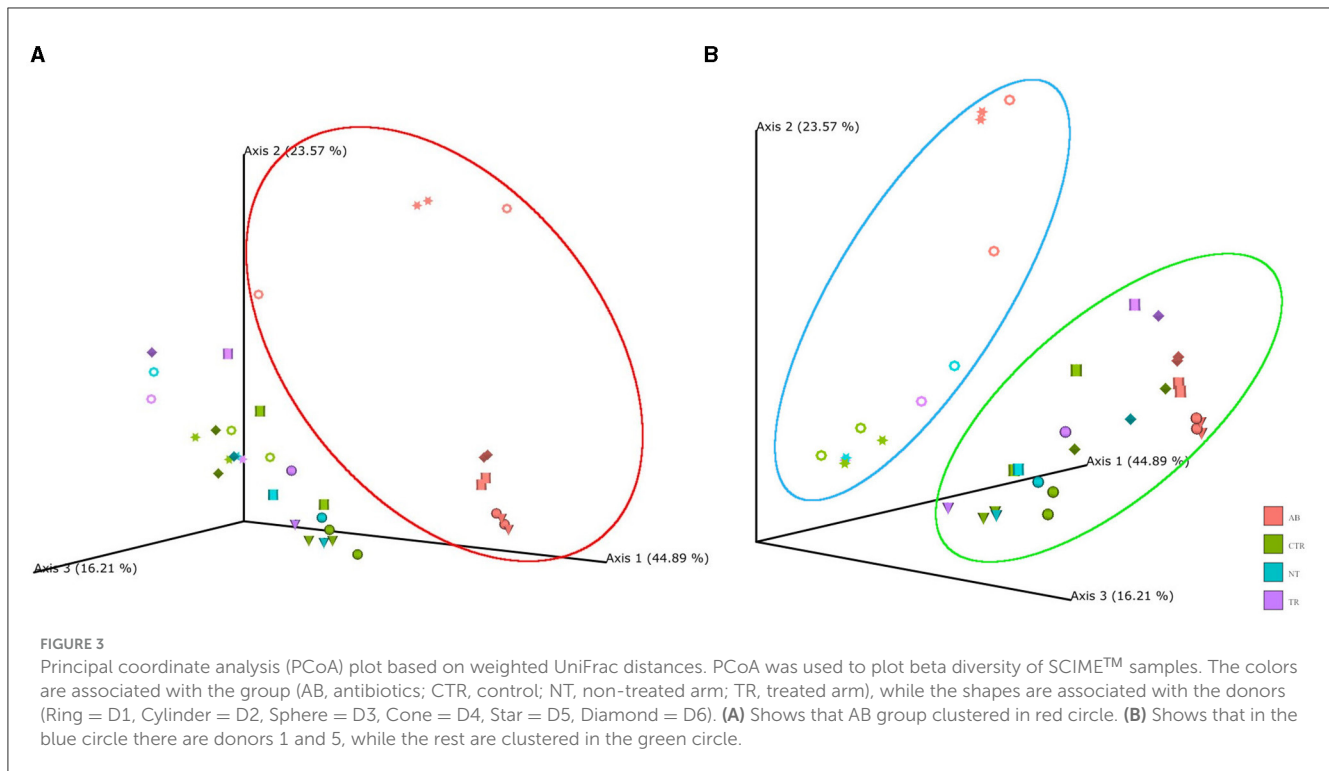 A
B
Axis 2 (23.57 %)
Axis 2 (23.57 %)
Axis 1 (44.89 %)
Axis 1 (44.89 %)
Axis 3 (16.21 %)
Axis 3 (16.21 %)
AB
CTR
NT
TR
FIGURE 3
Principal coordinate analysis (PCoA) plot based on weighted UniFrac distances. PCoA was used to plot beta diversity of SCIME™ samples. The colors
are associated with the group (AB, antibiotics; CTR, control; NT, non-treated arm; TR, treated arm), while the shapes are associated with the donors
(Ring = D1, Cylinder = D2, Sphere = D3, Cone = D4, Star = D5, Diamond = D6). (A) Shows that AB group clustered in red circle. (B) Shows that in the
blue circle there are donors 1 and 5, while the rest are clustered in the green circle.